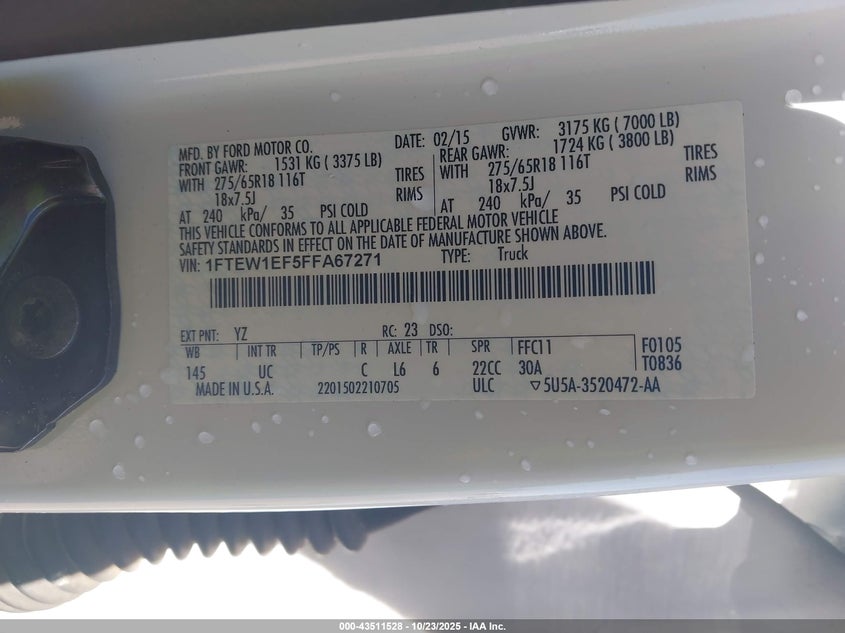 MFD. BY FORD MOTOR CO. DATE: 02/15 GVWR: 3175 KG ( 7000 LB)
FRONT GAWR: 1531 KG ( 3375 LB) REAR GAWR: 1724 KG ( 3800 LB)
WITH 275/65R18 116T TIRES WITH 275/65R18 116T TIRES
18x7.5J RIMS 18x7.5J RIMS
AT 240 kPa/ 35 PSI COLD AT 240 kPa/ 35 PSI COLD
THIS VEHICLE CONFORMS TO ALL APPLICABLE FEDERAL MOTOR VEHICLE
SAFETY STANDARDS IN EFFECT ON THE DATE OF MANUFACTURE SHOWN ABOVE.
VIN: 1FTEW1EF5FFA67271 TYPE: Truck
EXT PNT: YZ RC: 23 DSO:
WB INT TR TP/PS R AXLE TR SPR FFC11 F0105
145 UC C L6 6 22CC 30A T0836
MADE IN U.S.A. 2201502210705 ULC ▽5U5A-3520472-AA
000-43511528 - 10/23/2025 - IAA Inc.